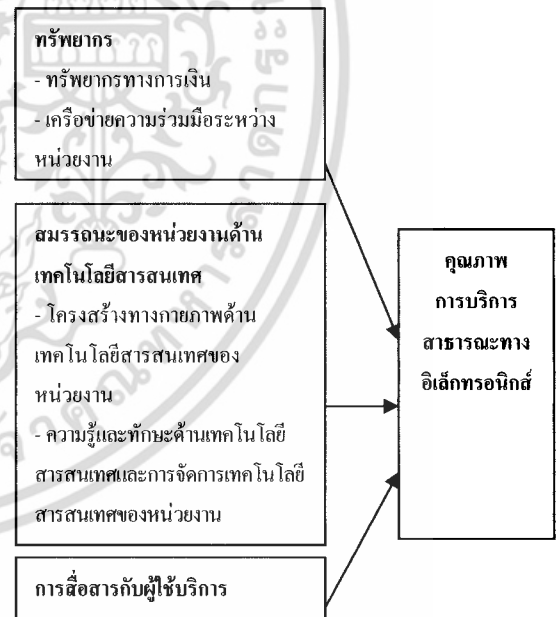 ทรัพยากร
- ทรัพยากรทางการเงิน
- เครือข่ายความร่วมมือระหว่าง
หน่วยงาน
สมรรถนะของหน่วยงานด้าน
เทคโนโลยีสารสนเทศ
- โครงสร้างทางกายภาพด้าน
เทคโนโลยีสารสนเทศของ
หน่วยงาน
- ความรู้และทักษะด้านเทคโนโลยี
สารสนเทศและการจัดการเทคโนโลยี
สารสนเทศของหน่วยงาน
การสื่อสารกับผู้ใช้บริการ
คุณภาพ
การบริการ
สาธารณะทาง
อิเล็กทรอนิกส์